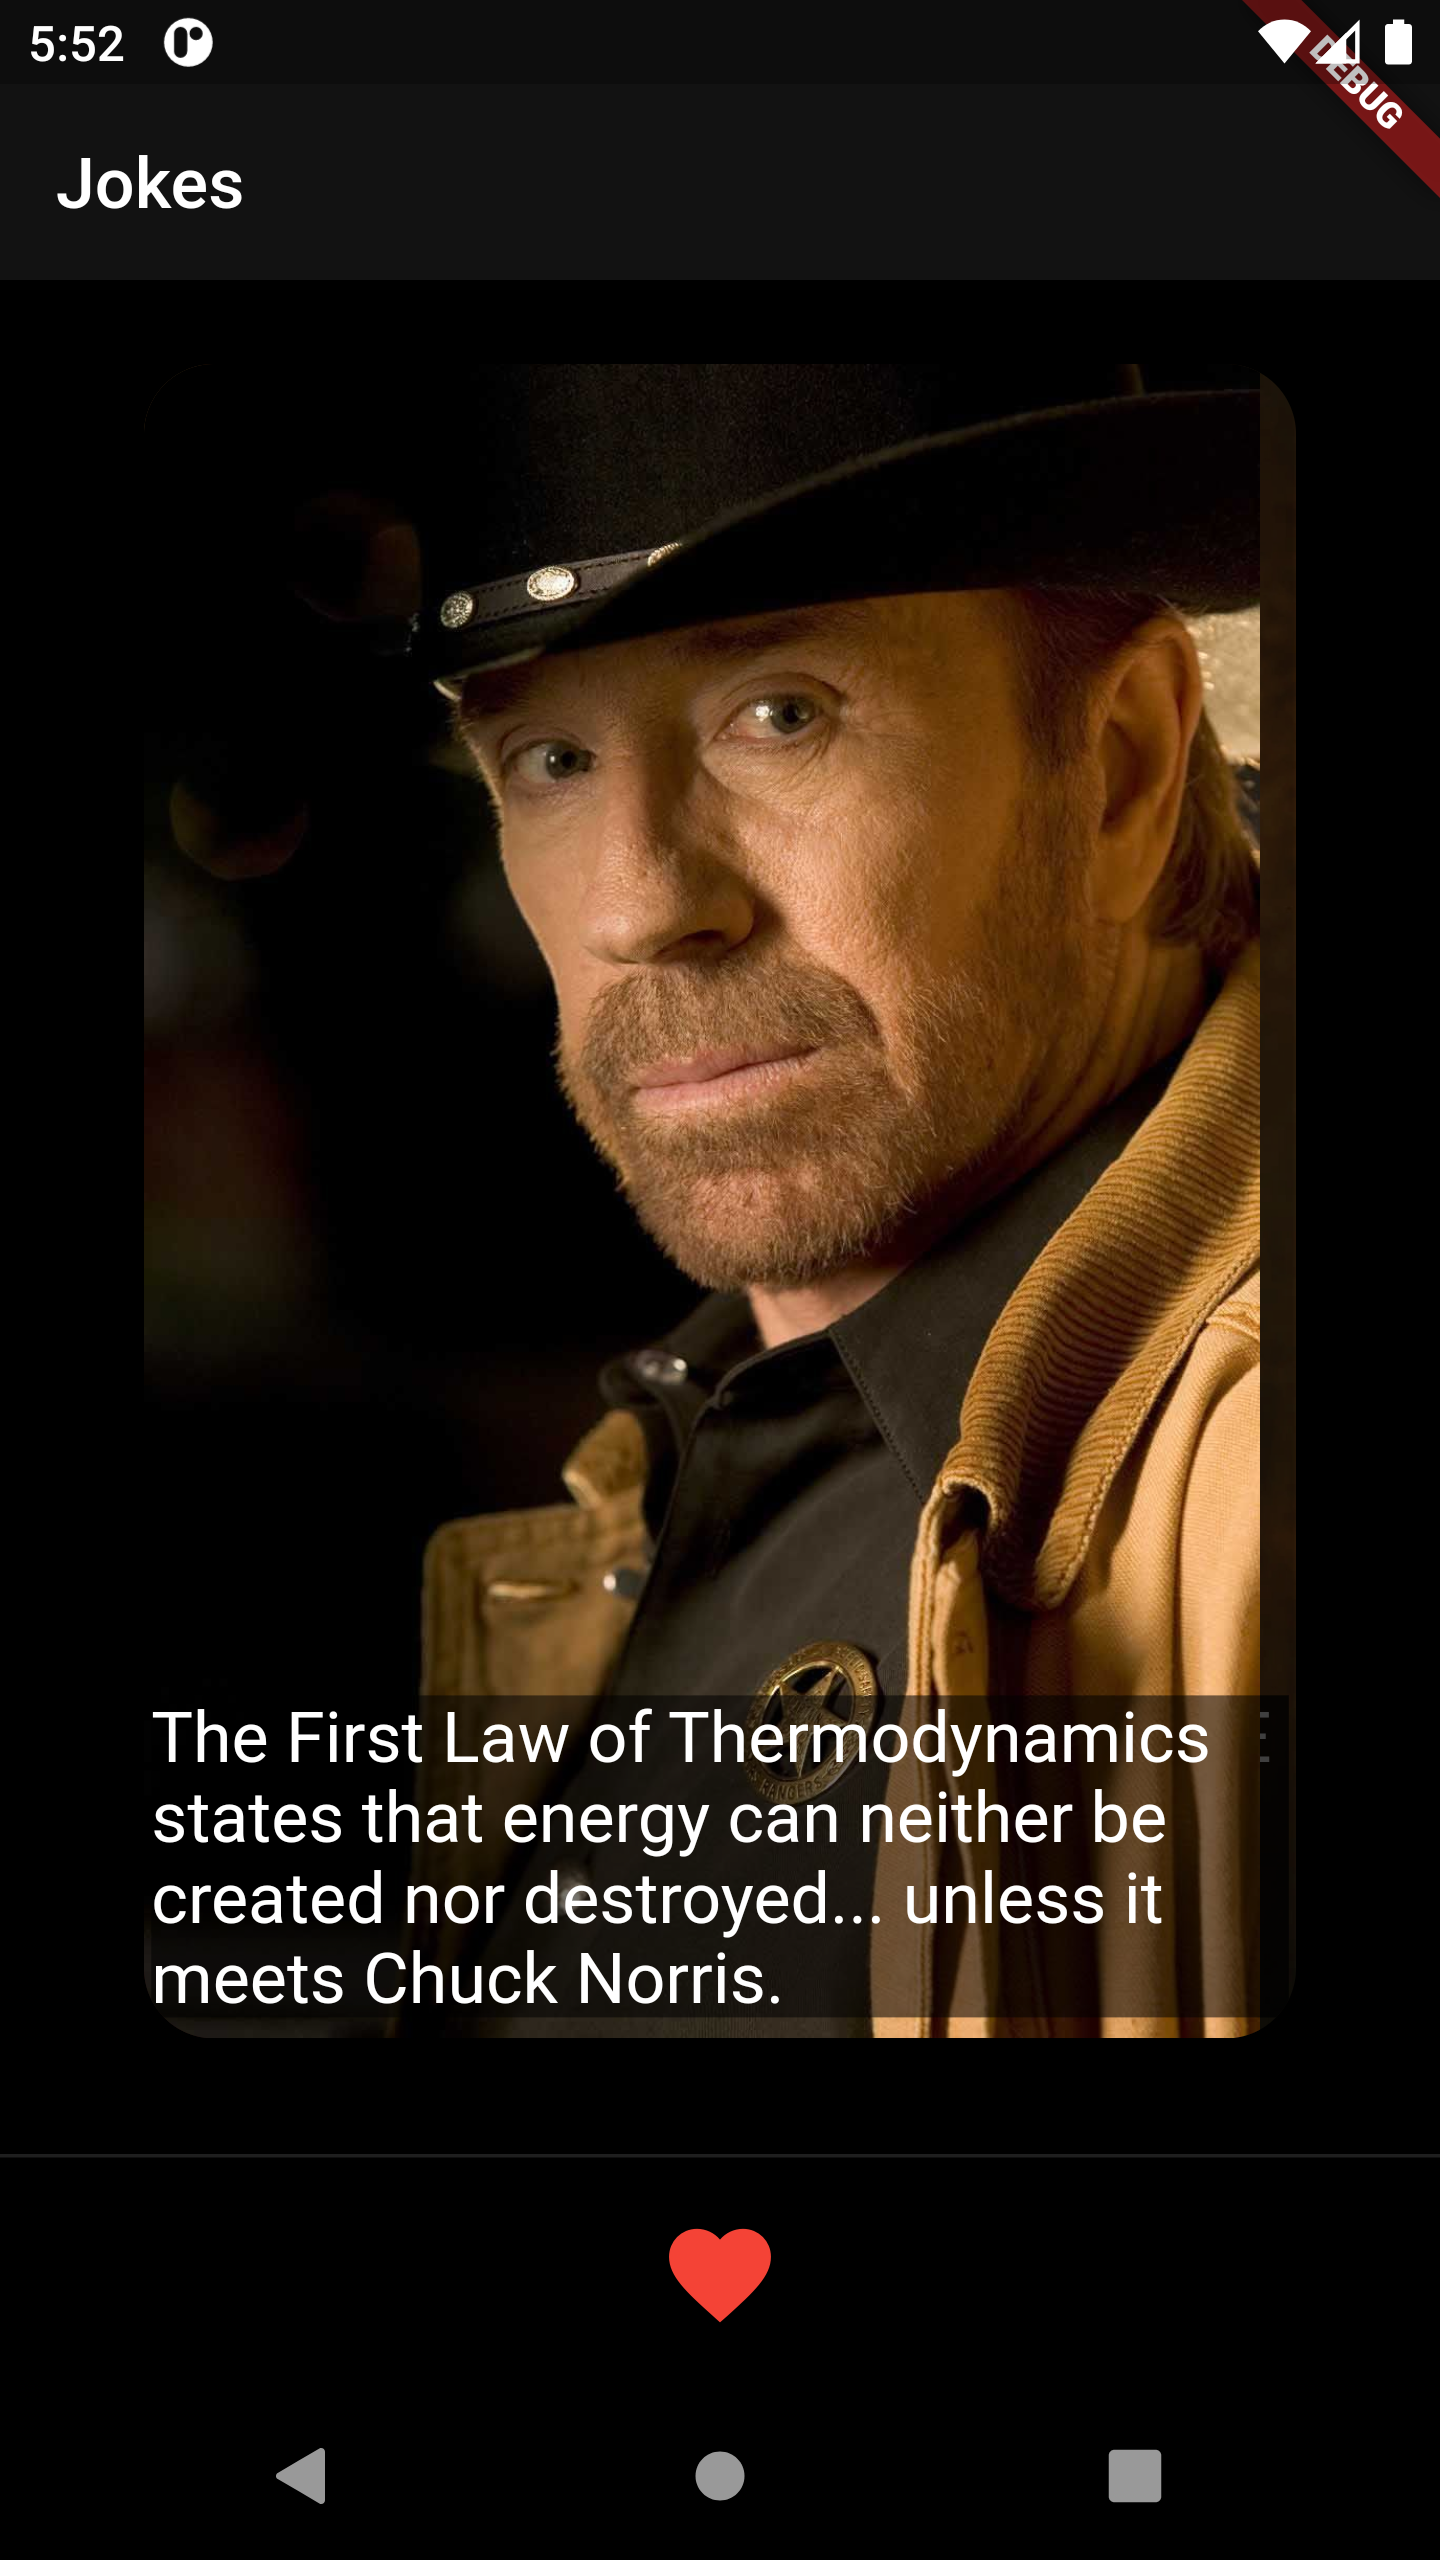 5:52
DEBUG
Jokes
The First Law of Thermodynamics
states that energy can neither be
created nor destroyed... unless it
meets Chuck Norris.
RANGERS